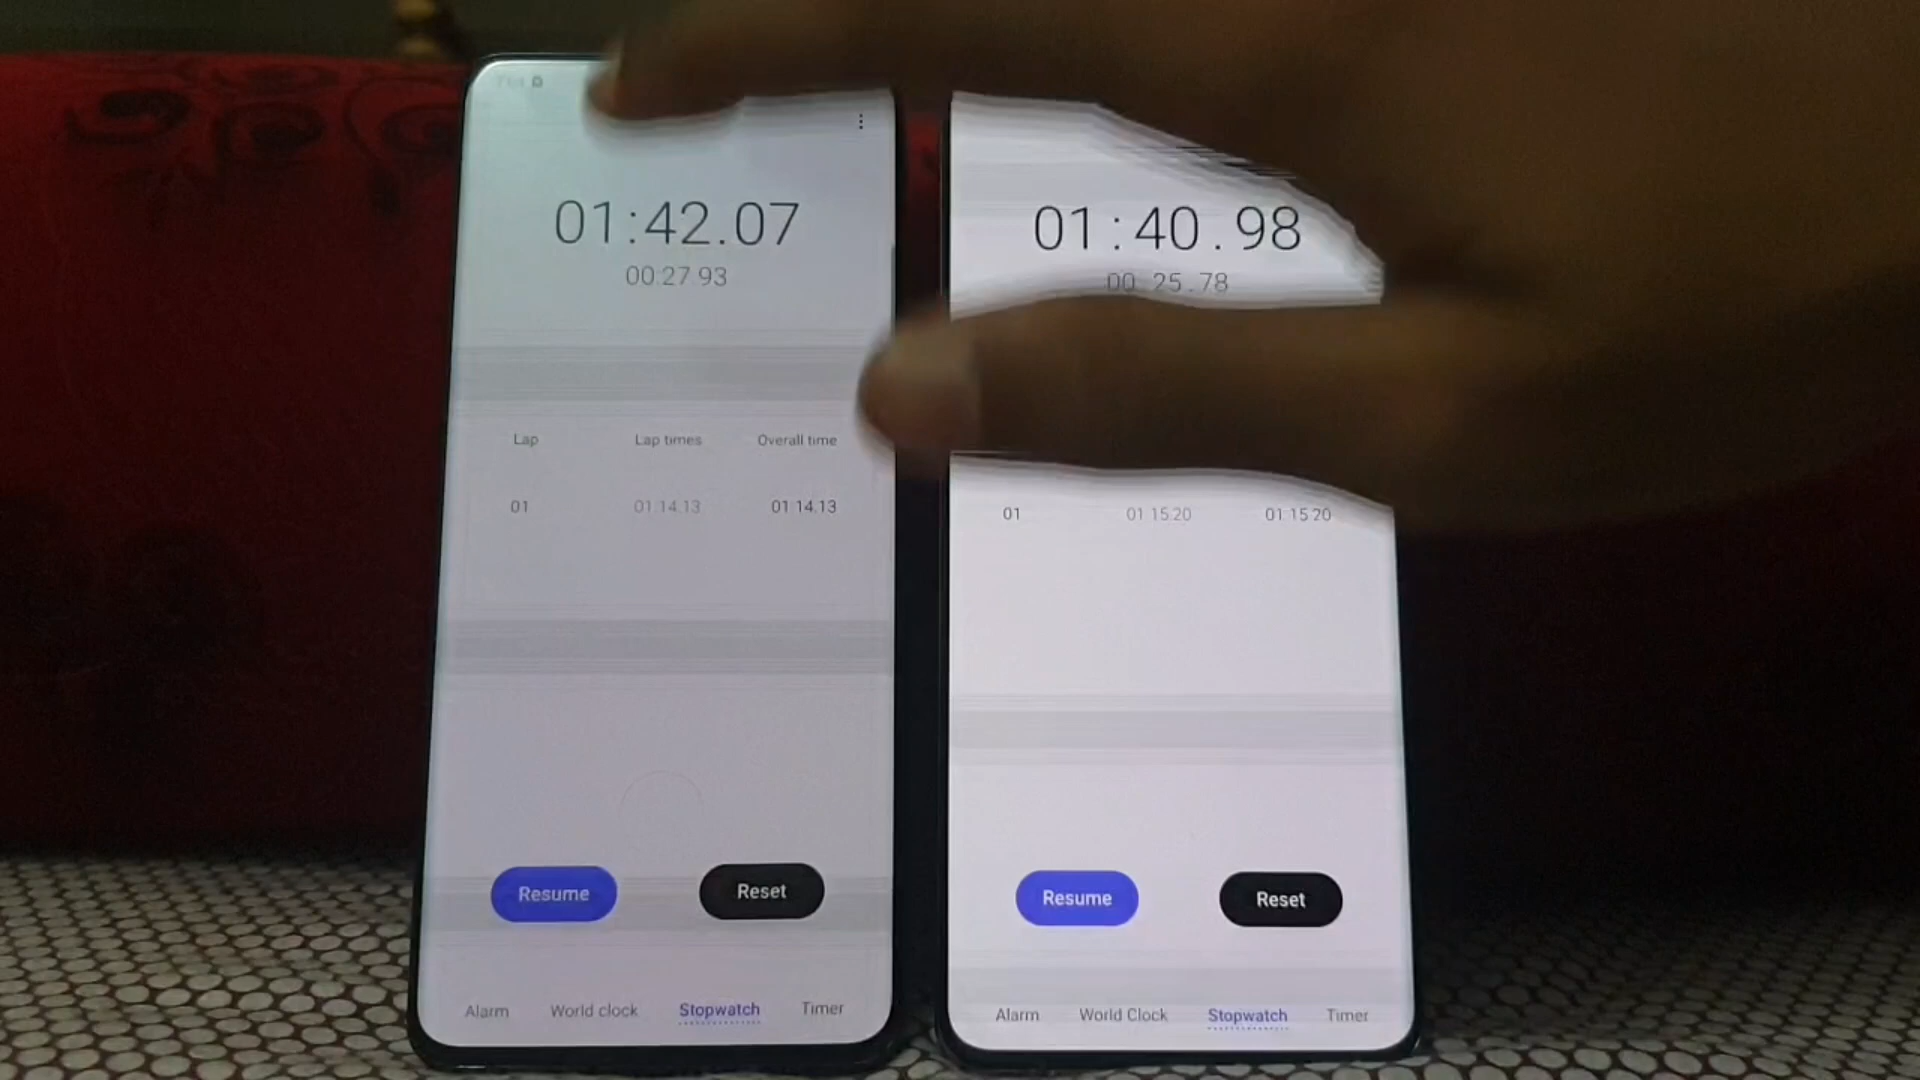 01:42.07
00:27.93
Lap Lap times Overall time
01 01:14.13 01:14.13
Resume Reset
Alarm World clock Stopwatch Timer
01:40.98
00:25.78
01 01:15.20 01:15.20
Resume Reset
Alarm World Clock Stopwatch Timer